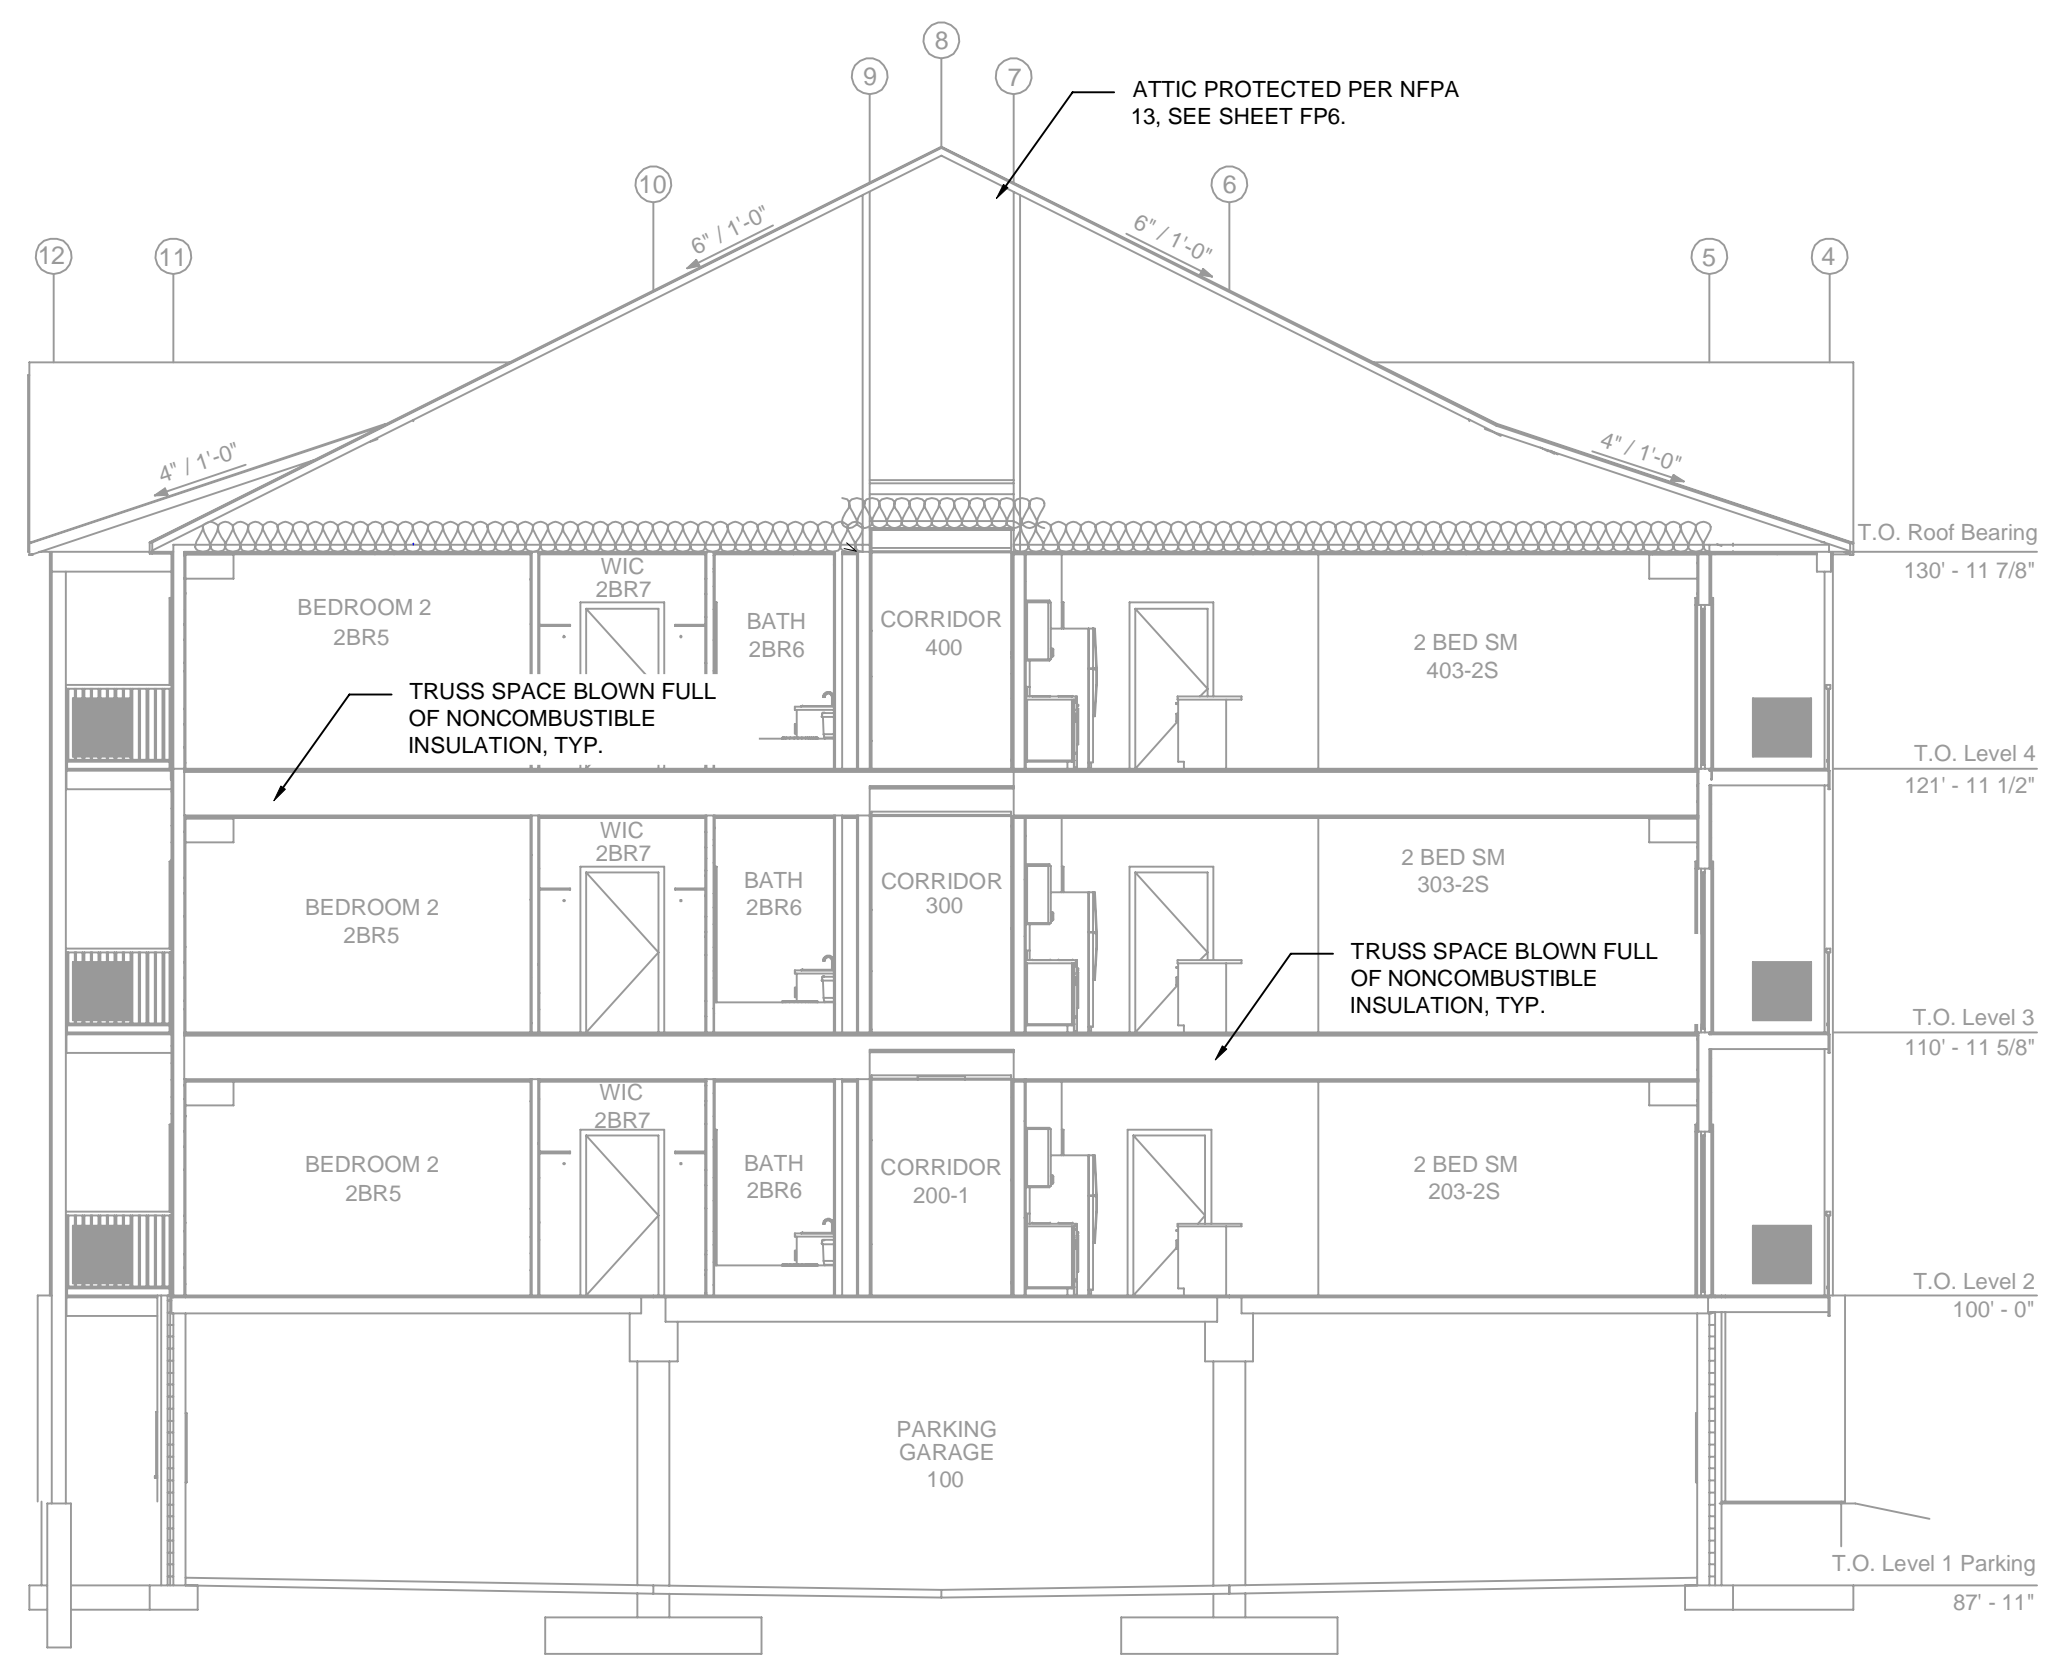 8
9
7
ATTIC PROTECTED PER NFPA
13, SEE SHEET FP6.
10
6
6" / 1'-0"
6" / 1'-0"
12
11
5
4
4" / 1'-0"
4" / 1'-0"
T.O. Roof Bearing
130' - 11 7/8"
BEDROOM 2
2BR5
WIC
2BR7
BATH
2BR6
CORRIDOR
400
2 BED SM
403-2S
TRUSS SPACE BLOWN FULL
OF NONCOMBUSTIBLE
INSULATION, TYP.
T.O. Level 4
121' - 11 1/2"
BEDROOM 2
2BR5
WIC
2BR7
BATH
2BR6
CORRIDOR
300
2 BED SM
303-2S
TRUSS SPACE BLOWN FULL
OF NONCOMBUSTIBLE
INSULATION, TYP.
T.O. Level 3
110' - 11 5/8"
BEDROOM 2
2BR5
WIC
2BR7
BATH
2BR6
CORRIDOR
200-1
2 BED SM
203-2S
T.O. Level 2
100' - 0"
PARKING
GARAGE
100
T.O. Level 1 Parking
87' - 11"